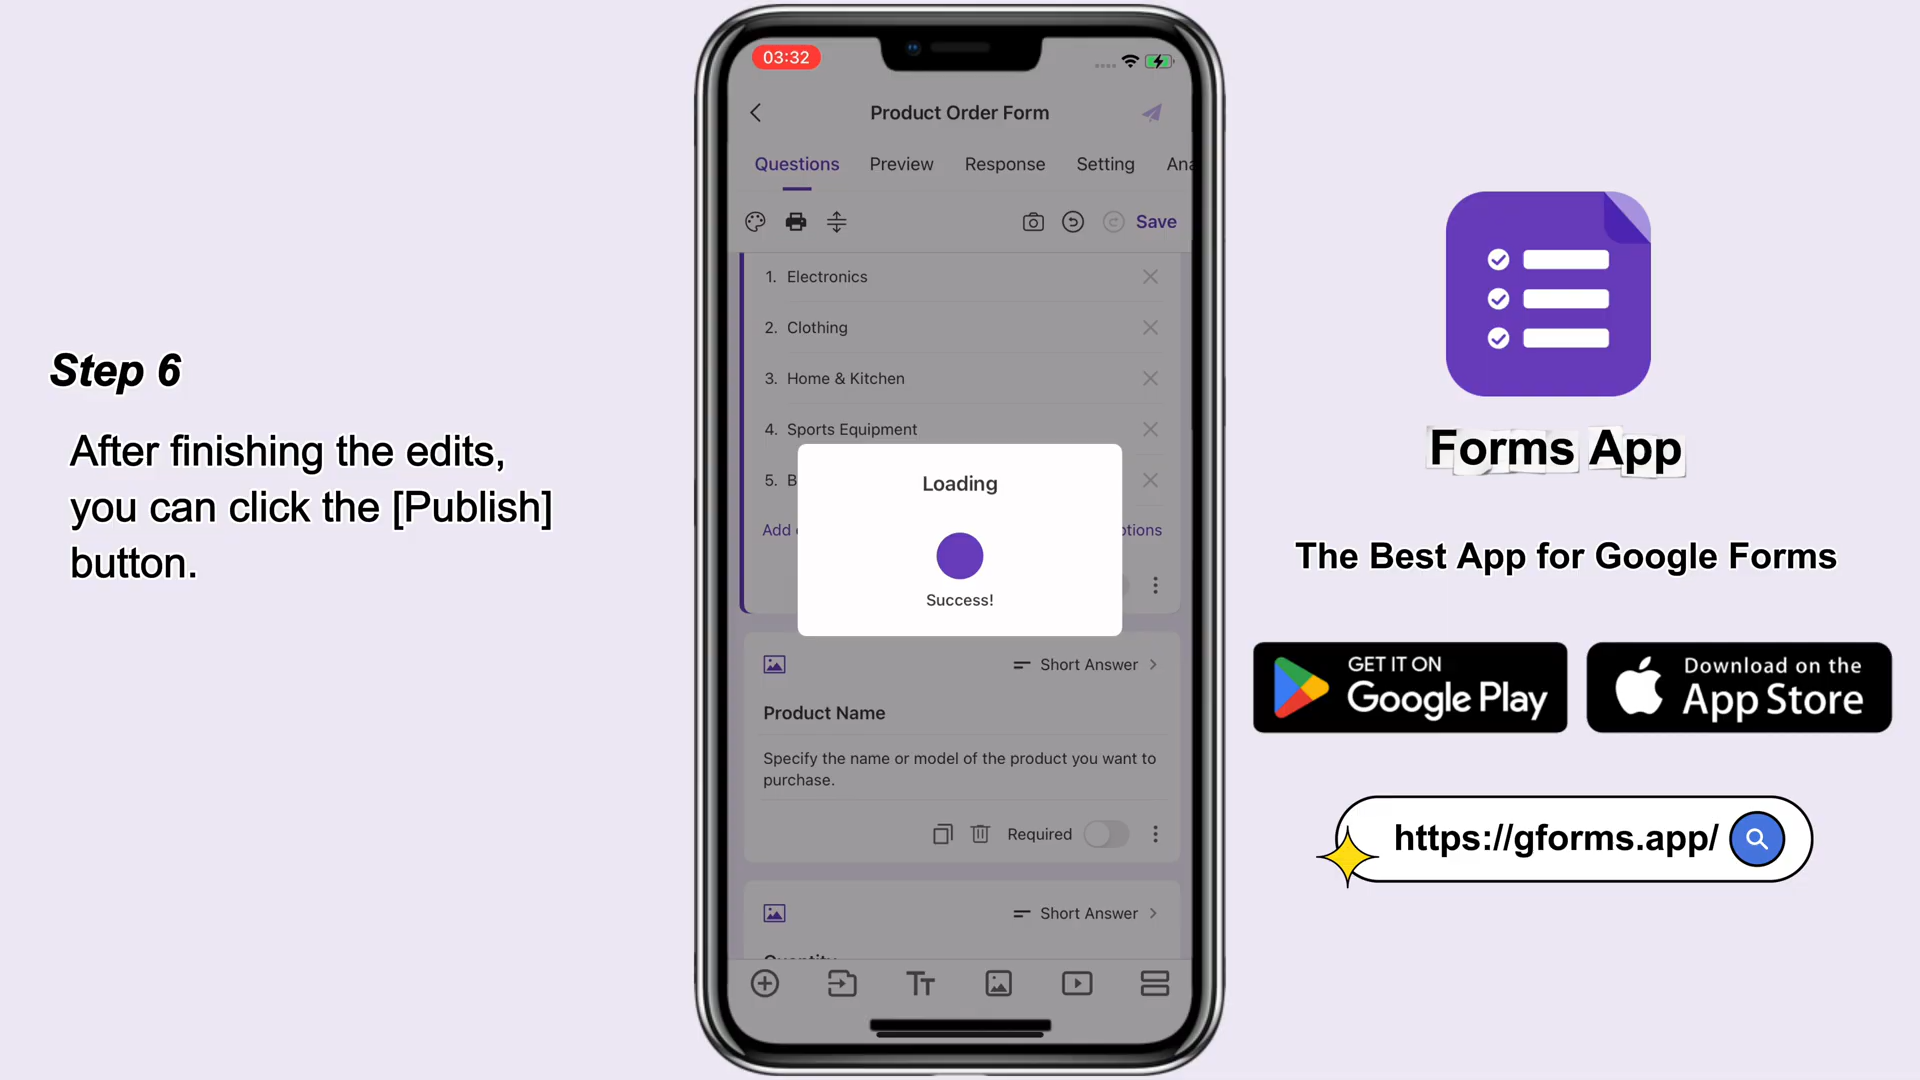 Step 6
After finishing the edits,
you can click the [Publish]
button.
03:32
Product Order Form
Questions Preview Response Setting Ana
Save
1. Electronics
2. Clothing
3. Home & Kitchen
4. Sports Equipment
5. B
Add
ptions
Loading
Success!
Short Answer
Product Name
Specify the name or model of the product you want to
purchase.
Required
Short Answer
Quantity
Forms App
The Best App for Google Forms
GET IT ON
Google Play
Download on the
App Store
https://gforms.app/